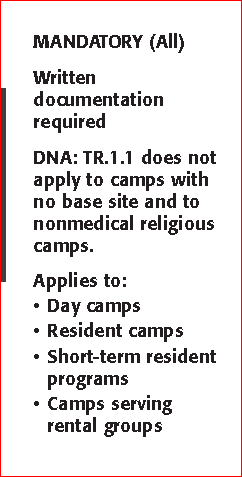 MANDATORY (All)
Written
documentation
required
DNA: TR.1.1 does not
apply to camps with
no base site and to
nonmedical religious
camps.
Applies to:
• Day camps
• Resident camps
• Short-term resident
programs
• Camps serving
rental groups